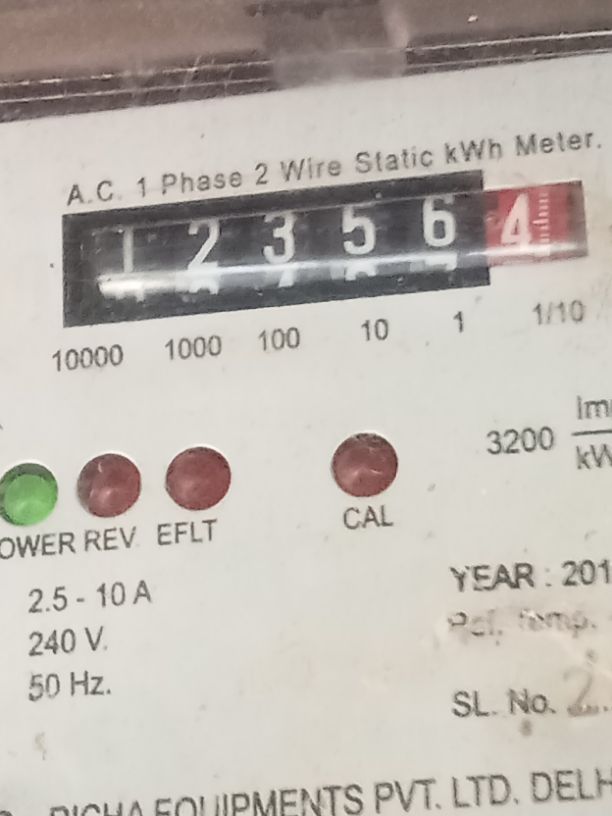 A.C. 1 Phase 2 Wire Static kWh Meter.
1 2 3 5 6 4
10000 1000 100 10 1 1/10
3200
OWER REV. EFLT CAL
2.5 - 10 A
240 V.
50 Hz.
YEAR : 201
SL. No.
EQUIPMENTS PVT. LTD. DELH